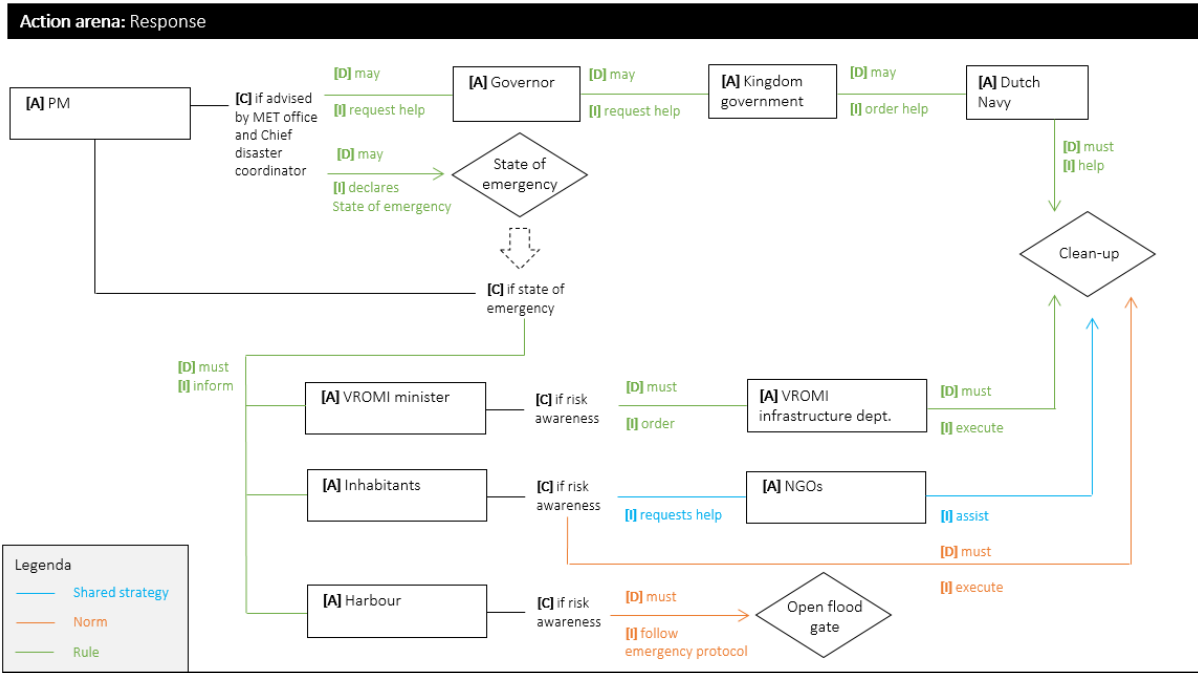 Action arena: Response
[A] PM
[C] if advised
by MET office
and Chief
disaster
coordinator
[D] may
[I] request help
[A] Governor
[D] may
[I] request help
[A] Kingdom
government
[D] may
[I] order help
[A] Dutch
Navy
[D] must
[I] help
[D] may
[I] declares
State of emergency
State of
emergency
Clean-up
[C] if state of
emergency
[D] must
[I] inform
[A] VROMI minister
[C] if risk
awareness
[D] must
[I] order
[A] VROMI
infrastructure dept.
[D] must
[I] execute
[A] Inhabitants
[C] if risk
awareness
[I] requests help
[A] NGOs
[I] assist
[D] must
[I] execute
[A] Harbour
[C] if risk
awareness
[D] must
[I] follow
emergency protocol
Open flood
gate
Legenda
Shared strategy
Norm
Rule